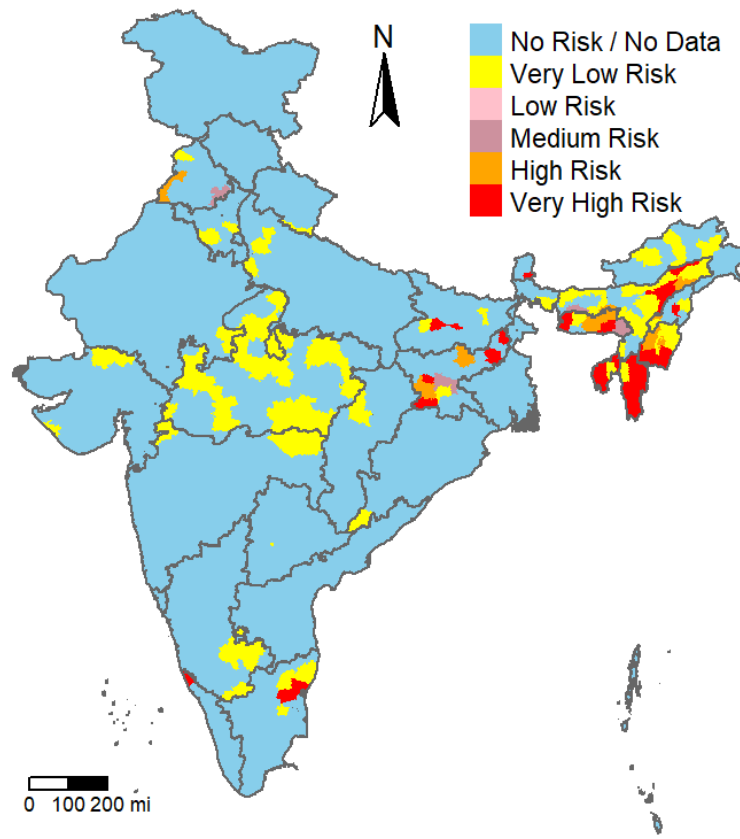 N
No Risk / No Data
Very Low Risk
Low Risk
Medium Risk
High Risk
Very High Risk
0 100 200 mi